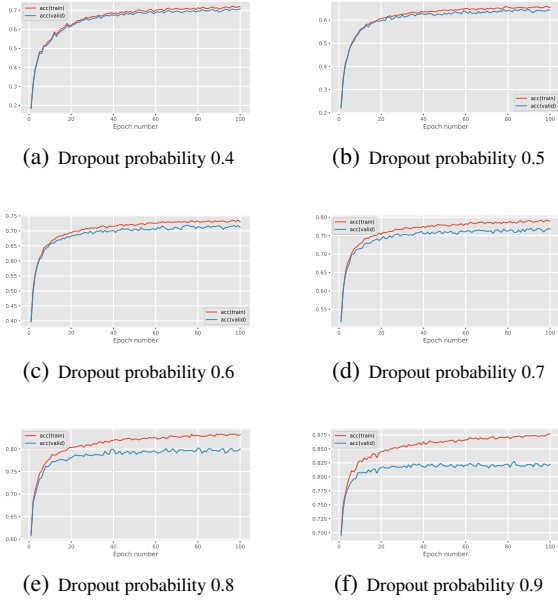 0.7
acc(train)
acc(valid)
0.6
0.5
0.4
0.3
0.2
0 20 40 60 80 100
Epoch number
(a) Dropout probability 0.4
0.6
0.5
0.4
0.3
0.2
acc(train)
acc(valid)
0 20 40 60 80 100
Epoch number
(b) Dropout probability 0.5
0.75
0.70
0.65
0.60
0.55
0.50
0.45
0.40
acc(train)
acc(valid)
0 20 40 60 80 100
Epoch number
(c) Dropout probability 0.6
0.80
acc(train)
acc(valid)
0.75
0.70
0.65
0.60
0.55
0 20 40 60 80 100
Epoch number
(d) Dropout probability 0.7
acc(train)
acc(valid)
0.80
0.75
0.70
0.65
0.60
0 20 40 60 80 100
Epoch number
(e) Dropout probability 0.8
0.875
acc(train)
acc(valid)
0.850
0.825
0.800
0.775
0.750
0.725
0.700
0 20 40 60 80 100
Epoch number
(f) Dropout probability 0.9